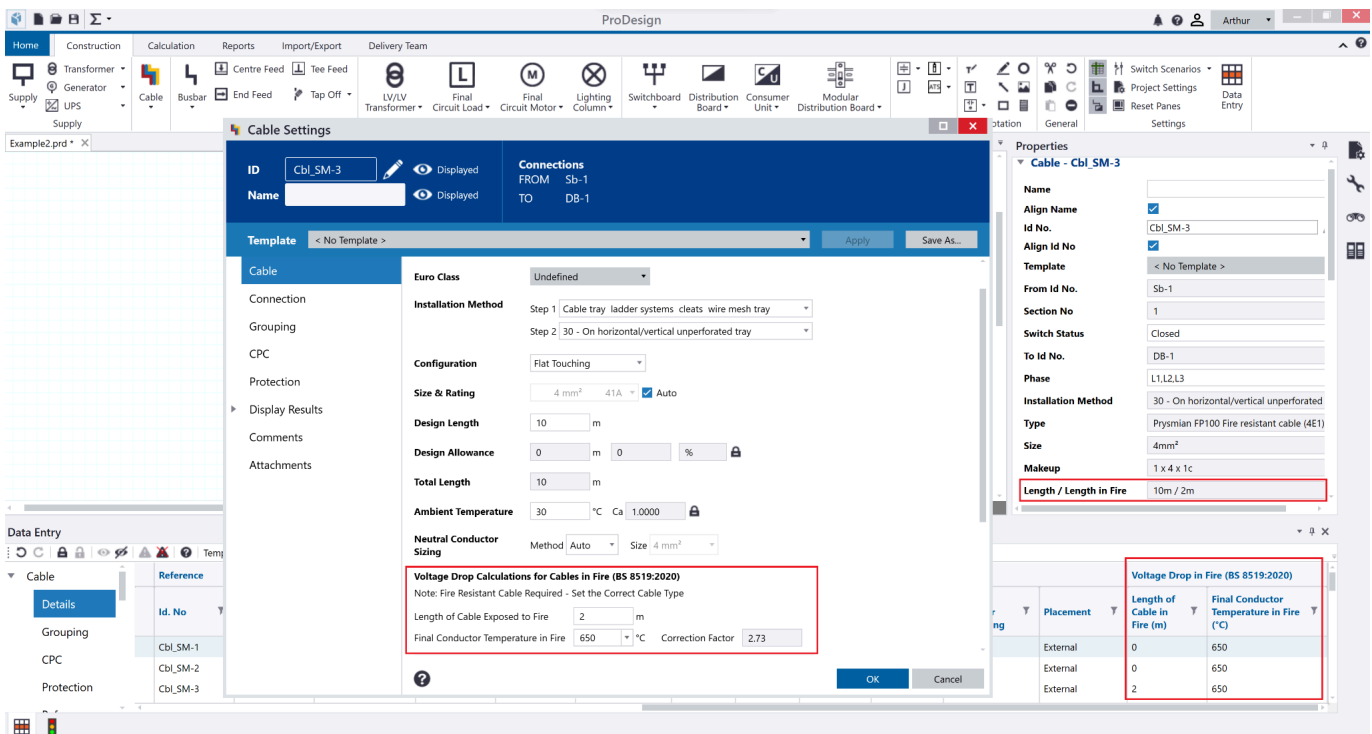 ProDesign
Arthur
Home Construction Calculation Reports Import/Export Delivery Team
Transformer
Generator
UPS
Supply
Supply
Cable
Busbar
Centre Feed Tee Feed
End Feed Tap Off
LV/LV Transformer
Final Circuit Load
Final Circuit Motor
Lighting Column
Switchboard
Distribution Board
Consumer Unit
Modular Distribution Board
ATS
General
Switch Scenarios
Project Settings
Reset Panes
Data Entry
Settings
Example2.prd *
Cable Settings
ID Cbl_SM-3 Displayed
Name Displayed
Connections
FROM Sb-1
TO DB-1
Template < No Template > Apply Save As...
Cable
Connection
Grouping
CPC
Protection
Display Results
Comments
Attachments
Euro Class Undefined
Installation Method Step 1 Cable tray ladder systems cleats wire mesh tray
Step 2 30 - On horizontal/vertical unperforated tray
Configuration Flat Touching
Size & Rating 4 mm² 41A Auto
Design Length 10 m
Design Allowance 0 m 0 %
Total Length 10 m
Ambient Temperature 30 °C Ca 1.0000
Neutral Conductor Sizing Method Auto Size 4 mm²
Voltage Drop Calculations for Cables in Fire (BS 8519:2020)
Note: Fire Resistant Cable Required - Set the Correct Cable Type
Length of Cable Exposed to Fire 2 m
Final Conductor Temperature in Fire 650 °C Correction Factor 2.73
OK Cancel
Properties
Cable - Cbl_SM-3
Name
Align Name
Id No. Cbl_SM-3
Align Id No
Template < No Template >
From Id No. Sb-1
Section No 1
Switch Status Closed
To Id No. DB-1
Phase L1,L2,L3
Installation Method 30 - On horizontal/vertical unperforated
Type Prysmian FP100 Fire resistant cable (4E1)
Size 4mm²
Makeup 1 x 4 x 1c
Length / Length in Fire 10m / 2m
Data Entry
Cable
Details
Grouping
CPC
Protection
Reference
Id. No
Cbl_SM-1
Cbl_SM-2
Cbl_SM-3
Voltage Drop in Fire (BS 8519:2020)
Placement
Length of Cable in Fire (m)
Final Conductor Temperature in Fire (°C)
External 0 650
External 0 650
External 2 650